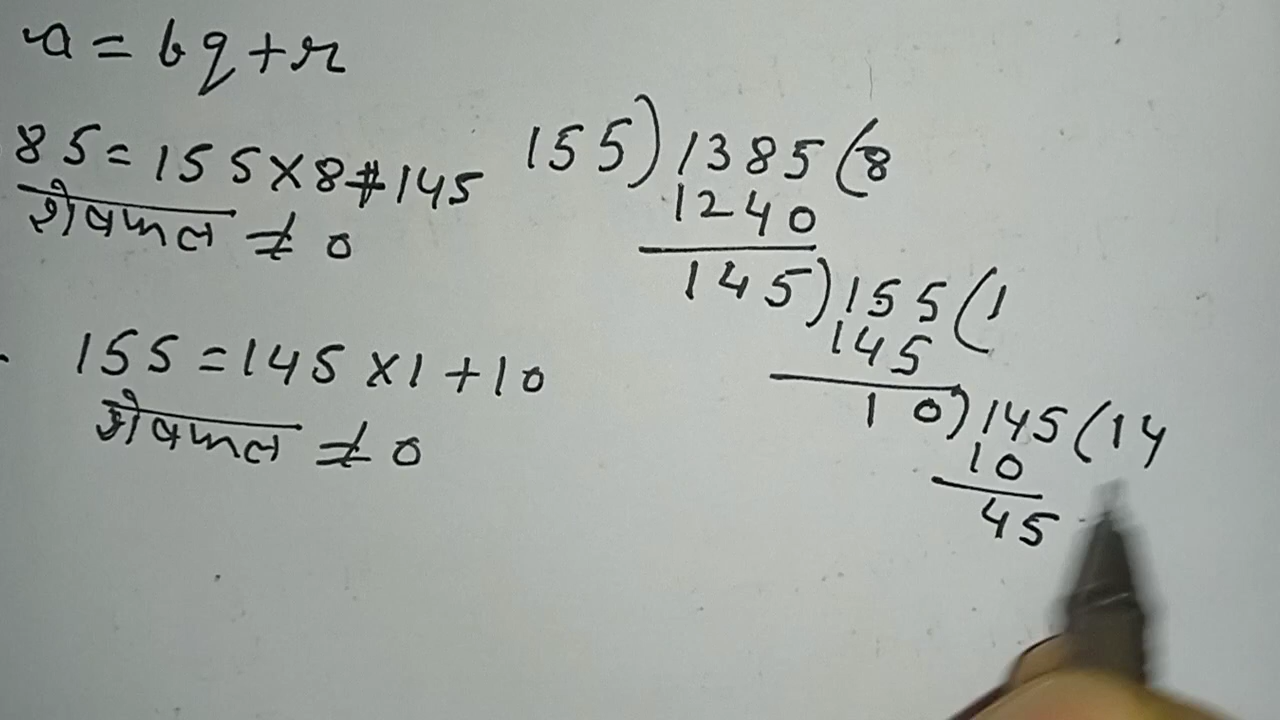 a = bq + r
85 = 155 × 8 + 145
शेषफल ≠ 0
155 = 145 × 1 + 10
शेषफल ≠ 0
155 ) 1385 ( 8
1240
145 ) 155 ( 1
145
10 ) 145 ( 14
10
45